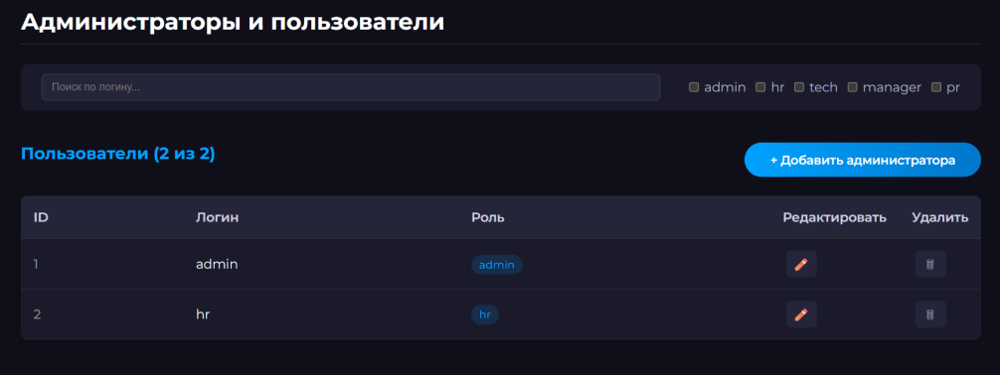 Администраторы и пользователи
Поиск по логину...
admin hr tech manager pr
Пользователи (2 из 2)
+ Добавить администратора
ID Логин Роль Редактировать Удалить
1 admin admin
2 hr hr